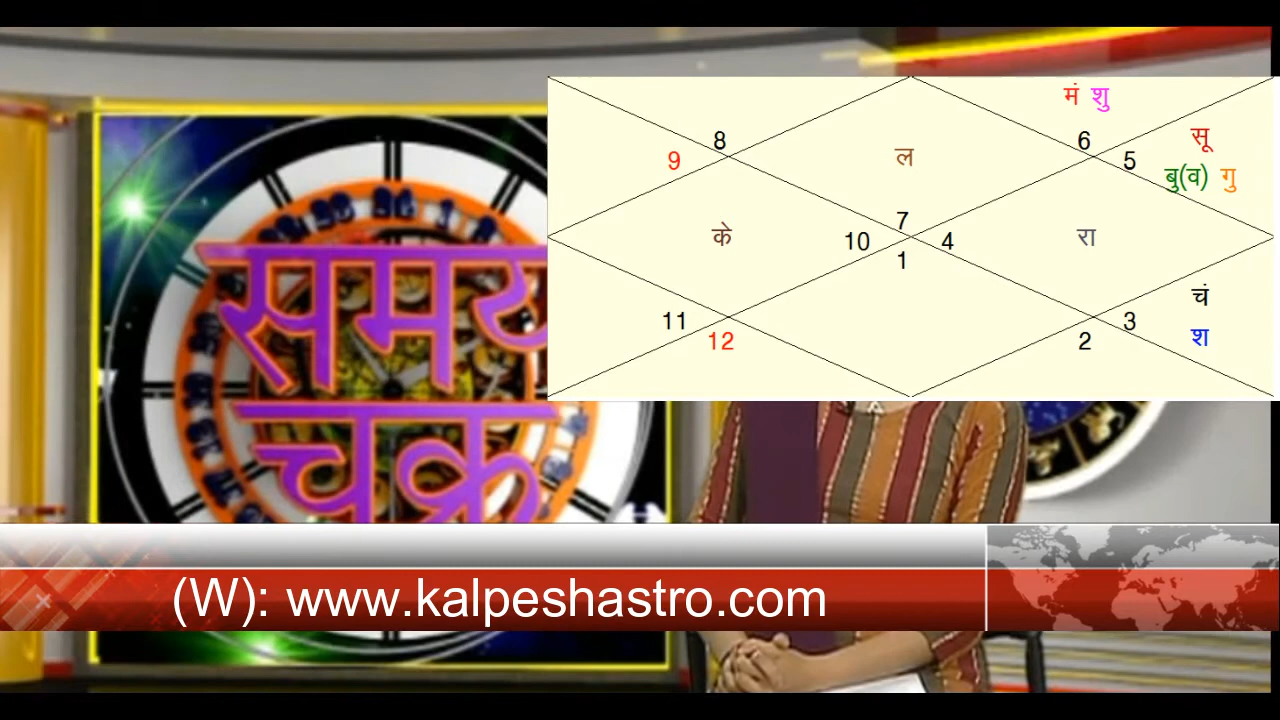 मं शु
8
6
सू
9
ल
5
बु(व) गु
7
के
10
4
रा
1
चं
11
3
12
2
श
समय
चक्र
(W): www.kalpeshastro.com